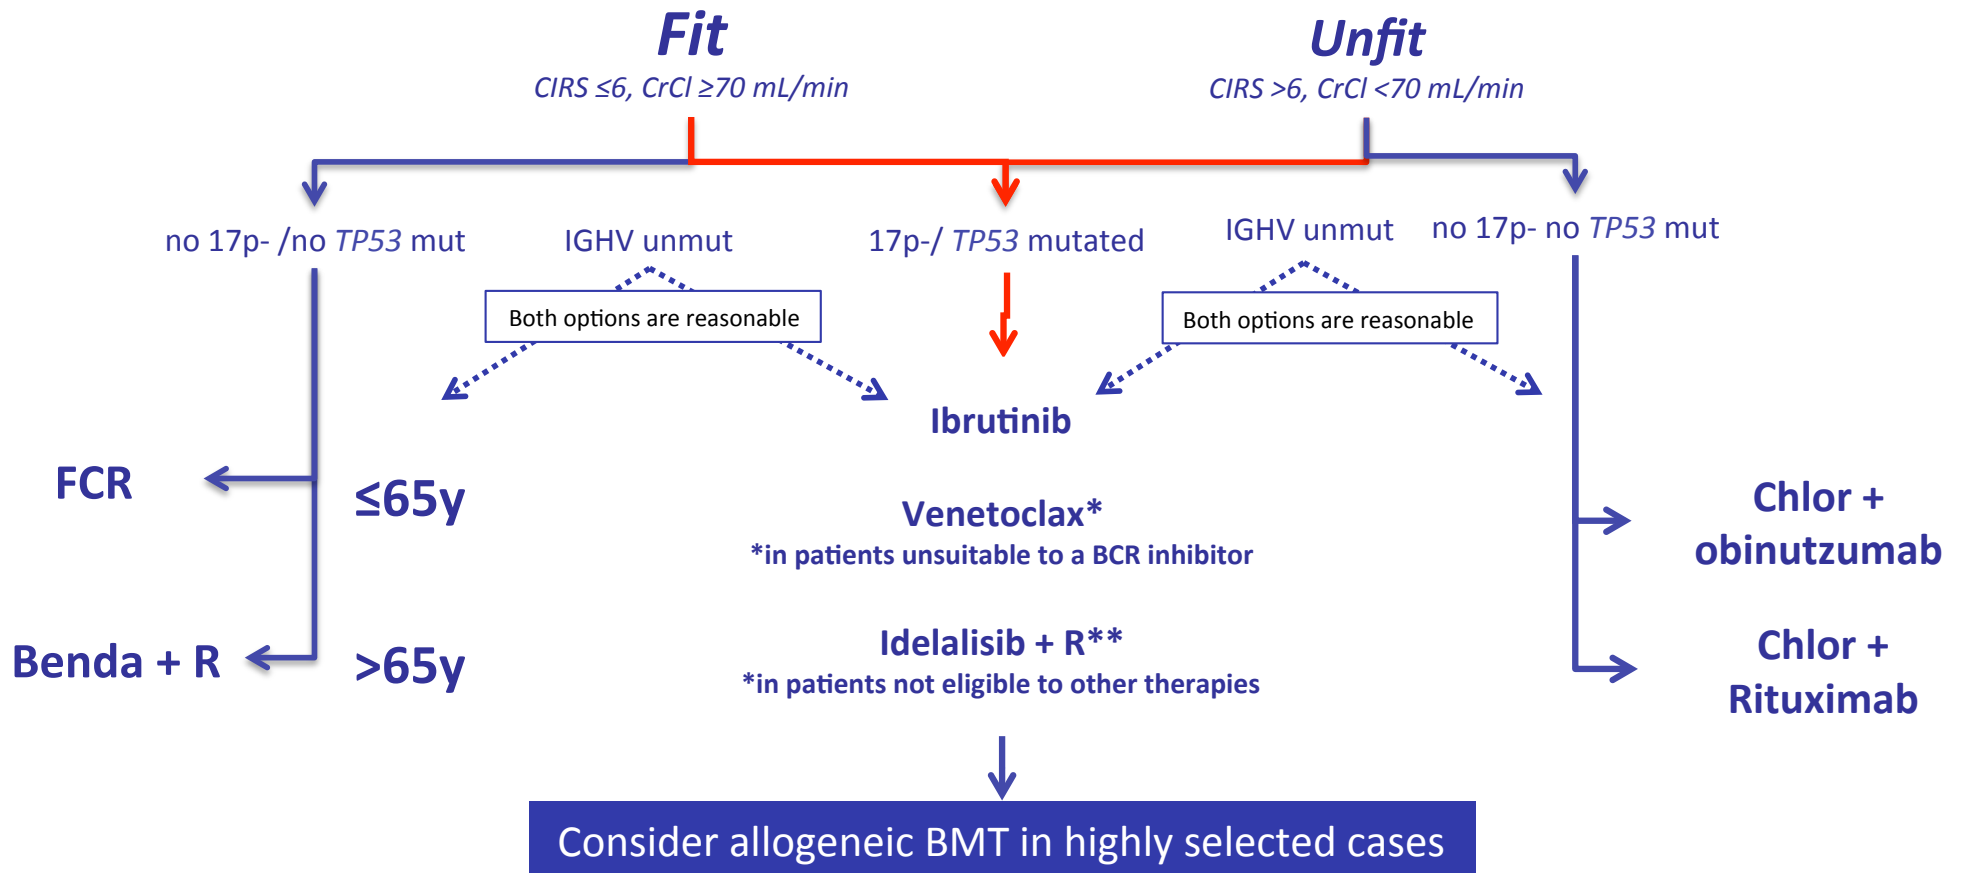 Fit
CIRS ≤6, CrCl ≥70 mL/min
Unfit
CIRS >6, CrCl <70 mL/min
no 17p- /no TP53 mut
IGHV unmut
17p-/ TP53 mutated
IGHV unmut
no 17p- no TP53 mut
Both options are reasonable
Both options are reasonable
Ibrutinib
FCR
≤65y
Venetoclax*
*in patients unsuitable to a BCR inhibitor
Chlor +
obinutzumab
Benda + R
>65y
Idelalisib + R**
*in patients not eligible to other therapies
Chlor +
Rituximab
Consider allogeneic BMT in highly selected cases